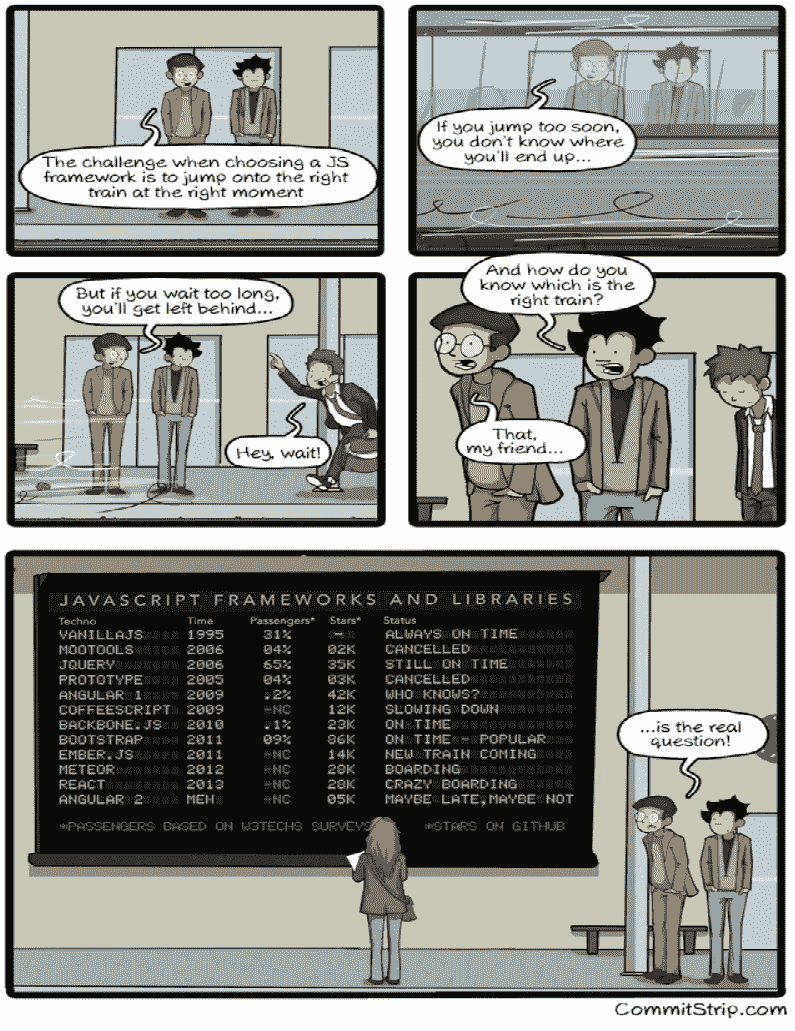 The challenge when choosing a JS
framework is to jump onto the right
train at the right moment
If you jump too soon,
you don't know where
you'll end up...
But if you wait too long,
you'll get left behind...
Hey, wait!
And how do you
know which is the
right train?
That,
my friend...
JAVASCRIPT FRAMEWORKS AND LIBRARIES
Techno Time Passengers* Stars* Status
VANILLAJS 1995 31% - ALWAYS ON TIME
MOOTOOLS 2006 04% 02K CANCELLED
JQUERY 2006 65% 35K STILL ON TIME
PROTOTYPE 2005 04% 03K CANCELLED
ANGULAR 1 2009 .2% 42K WHO KNOWS?
COFFEESCRIPT 2009 -NC 12K SLOWING DOWN
BACKBONE.JS 2010 .1% 23K ON TIME
BOOTSTRAP 2011 09% 86K ON TIME - POPULAR
EMBER.JS 2011 -NC 14K NEW TRAIN COMING
METEOR 2012 -NC 28K BOARDING
REACT 2013 -NC 28K CRAZY BOARDING
ANGULAR 2 MEH -NC 05K MAYBE LATE,MAYBE NOT
*PASSENGERS BASED ON W3TECHS SURVEYS *STARS ON GITHUB
...is the real
question!
CommitStrip.com